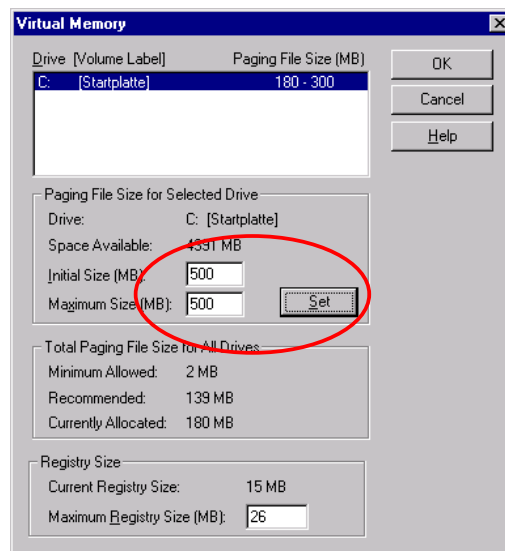 Virtual Memory
Drive [Volume Label] Paging File Size (MB)
C: [Startplatte] 180 - 300
OK
Cancel
Help
Paging File Size for Selected Drive
Drive: C: [Startplatte]
Space Available: 4391 MB
Initial Size (MB): 500
Maximum Size (MB): 500
Set
Total Paging File Size for All Drives
Minimum Allowed: 2 MB
Recommended: 139 MB
Currently Allocated: 180 MB
Registry Size
Current Registry Size: 15 MB
Maximum Registry Size (MB): 26